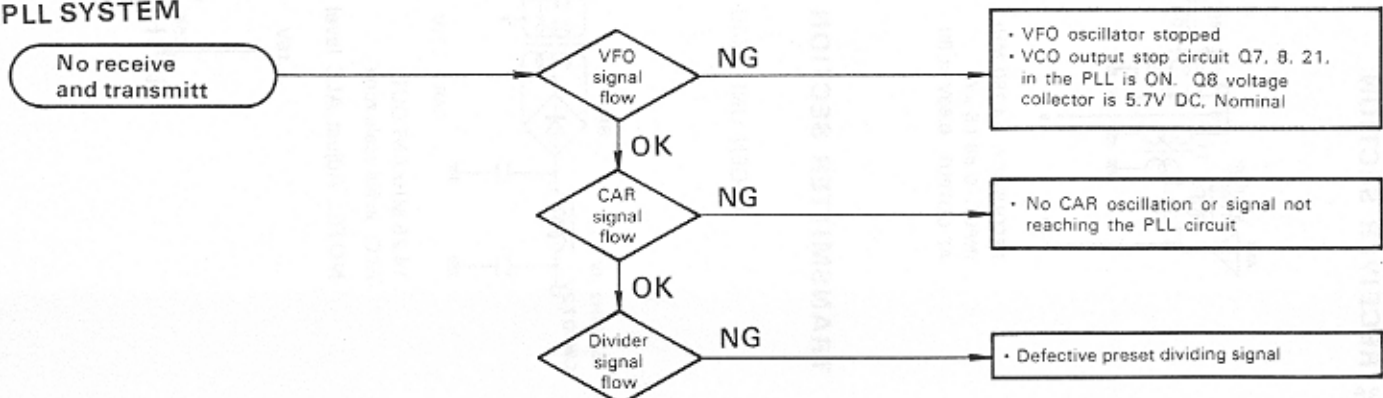 PLL SYSTEM
No receive
and transmitt
VFO
signal
flow
NG
· VFO oscillator stopped
· VCO output stop circuit Q7, 8, 21,
in the PLL is ON. Q8 voltage
collector is 5.7V DC, Nominal
OK
CAR
signal
flow
NG
· No CAR oscillation or signal not
reaching the PLL circuit
OK
Divider
signal
flow
NG
· Defective preset dividing signal